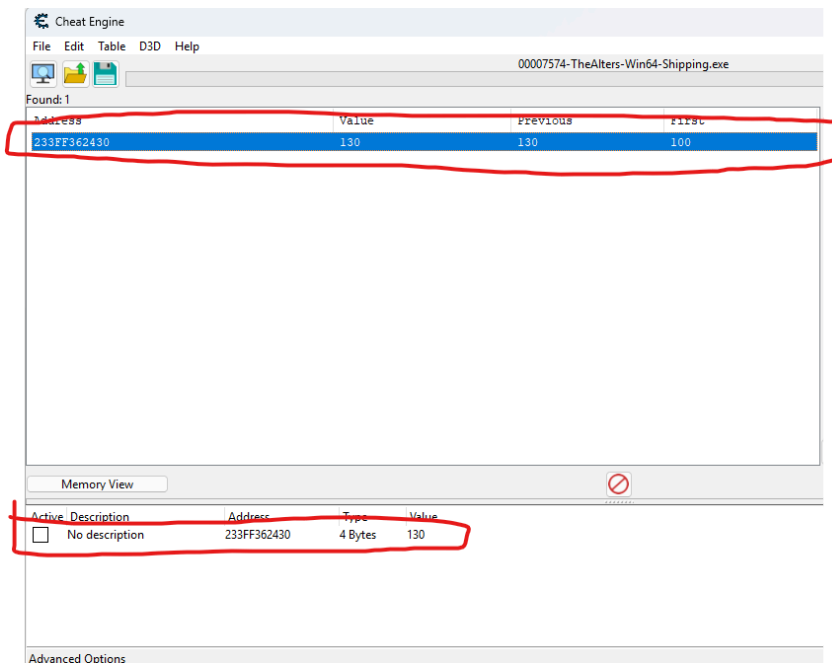 Cheat Engine
File Edit Table D3D Help
00007574-TheAlters-Win64-Shipping.exe
Found: 1
Address Value Previous First
233FF362430 130 130 100
Memory View
Active Description Address Type Value
No description 233FF362430 4 Bytes 130
Advanced Options